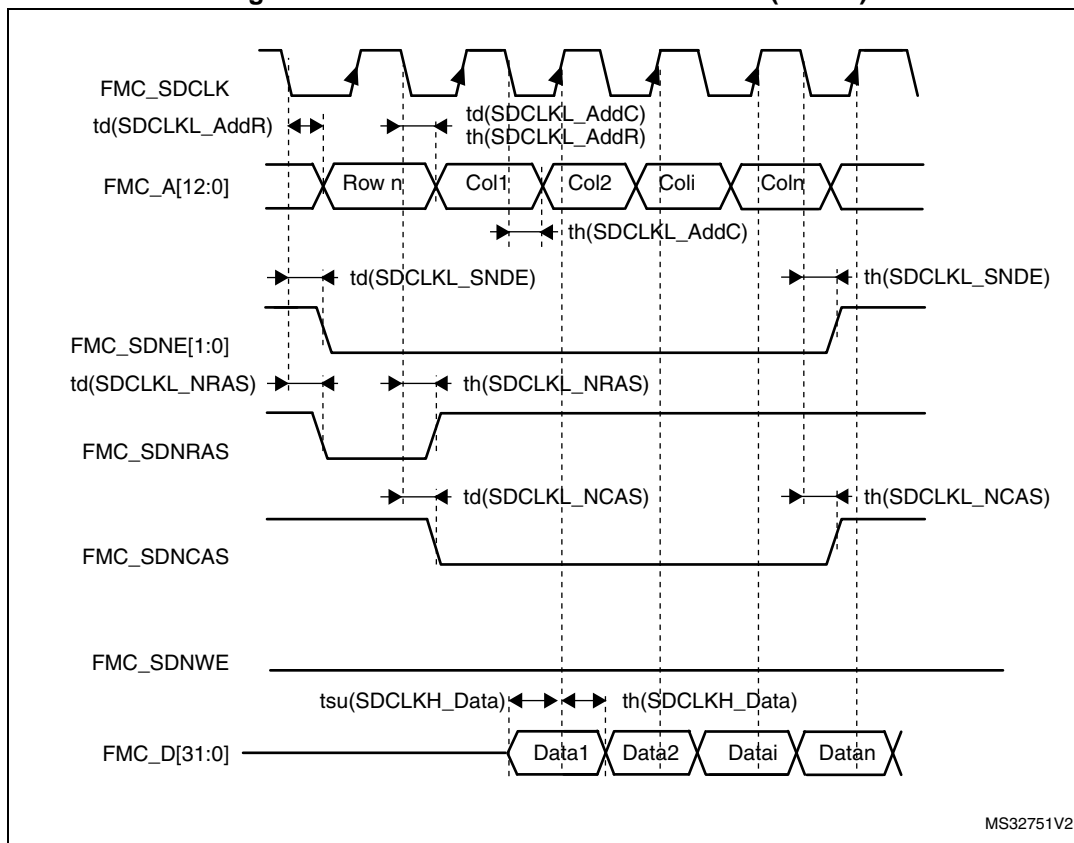 FMC_SDCLK
td(SDCLKL_AddR)
td(SDCLKL_AddC)
th(SDCLKL_AddR)
FMC_A[12:0]
Row n
Col1
Col2
Coli
Coln
th(SDCLKL_AddC)
td(SDCLKL_SNDE)
th(SDCLKL_SNDE)
FMC_SDNE[1:0]
td(SDCLKL_NRAS)
th(SDCLKL_NRAS)
FMC_SDNRAS
td(SDCLKL_NCAS)
th(SDCLKL_NCAS)
FMC_SDNCAS
FMC_SDNWE
tsu(SDCLKH_Data)
th(SDCLKH_Data)
FMC_D[31:0]
Data1
Data2
Datai
Datan
MS32751V2